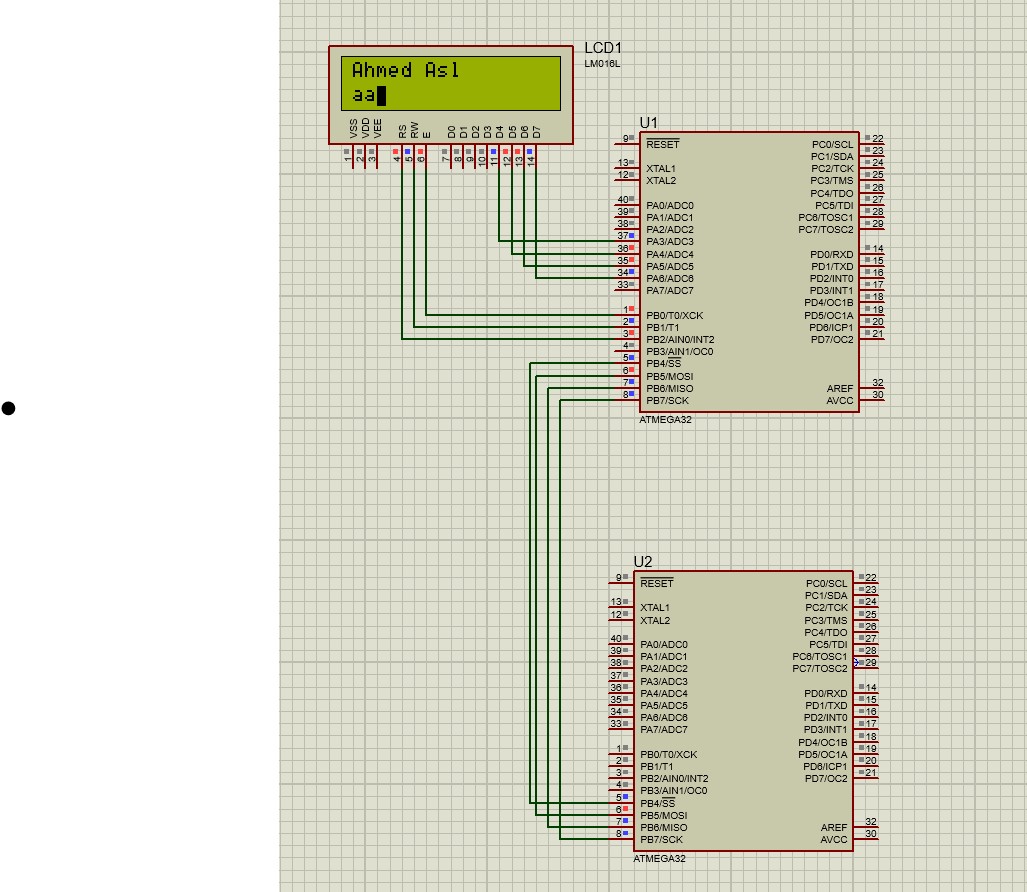 LCD1
LM016L
Ahmed Asl
aa
VSS VDD VEE RS RW E D0 D1 D2 D3 D4 D5 D6 D7
1 2 3 4 5 6 7 8 9 10 11 12 13 14
U1
9 RESET PC0/SCL 22
PC1/SDA 23
13 XTAL1 PC2/TCK 24
12 XTAL2 PC3/TMS 25
PC4/TDO 26
40 PA0/ADC0 PC5/TDI 27
39 PA1/ADC1 PC6/TOSC1 28
38 PA2/ADC2 PC7/TOSC2 29
37 PA3/ADC3
36 PA4/ADC4 PD0/RXD 14
35 PA5/ADC5 PD1/TXD 15
34 PA6/ADC6 PD2/INT0 16
33 PA7/ADC7 PD3/INT1 17
PD4/OC1B 18
1 PB0/T0/XCK PD5/OC1A 19
2 PB1/T1 PD6/ICP1 20
3 PB2/AIN0/INT2 PD7/OC2 21
4 PB3/AIN1/OC0
5 PB4/SS
6 PB5/MOSI
7 PB6/MISO AREF 32
8 PB7/SCK AVCC 30
ATMEGA32
U2
9 RESET PC0/SCL 22
PC1/SDA 23
13 XTAL1 PC2/TCK 24
12 XTAL2 PC3/TMS 25
PC4/TDO 26
40 PA0/ADC0 PC5/TDI 27
39 PA1/ADC1 PC6/TOSC1 28
38 PA2/ADC2 PC7/TOSC2 29
37 PA3/ADC3
36 PA4/ADC4 PD0/RXD 14
35 PA5/ADC5 PD1/TXD 15
34 PA6/ADC6 PD2/INT0 16
33 PA7/ADC7 PD3/INT1 17
PD4/OC1B 18
1 PB0/T0/XCK PD5/OC1A 19
2 PB1/T1 PD6/ICP1 20
3 PB2/AIN0/INT2 PD7/OC2 21
4 PB3/AIN1/OC0
5 PB4/SS
6 PB5/MOSI
7 PB6/MISO AREF 32
8 PB7/SCK AVCC 30
ATMEGA32